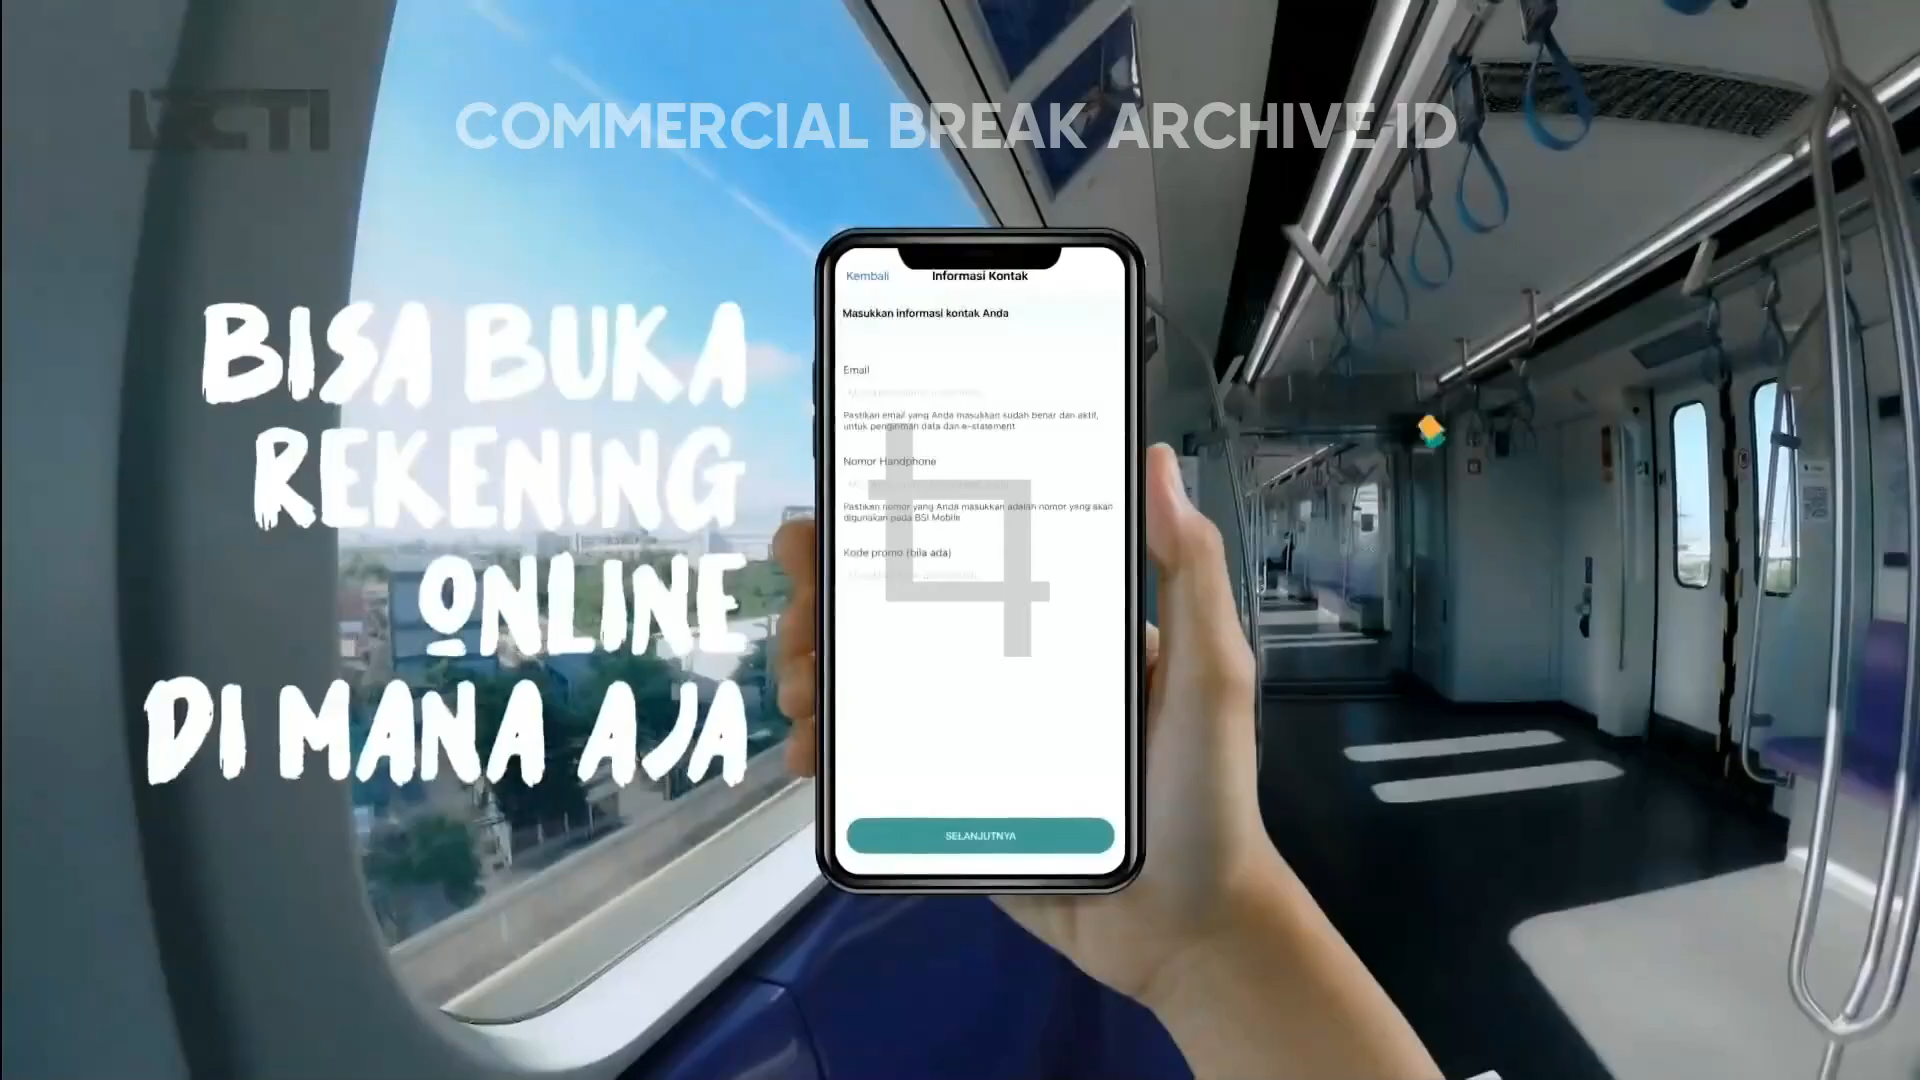 RCTI
COMMERCIAL BREAK ARCHIVE ID
BISA BUKA
REKENING
ONLINE
DI MANA AJA
Kembali
Informasi Kontak
Masukkan informasi kontak Anda
Email
Pastikan email yang Anda masukkan sudah benar dan aktif,
untuk pengiriman data dan e-statement
Nomor Handphone
Pastikan nomor yang Anda masukkan adalah nomor yang akan
digunakan pada BSI Mobile
Kode promo (bila ada)
SELANJUTNYA